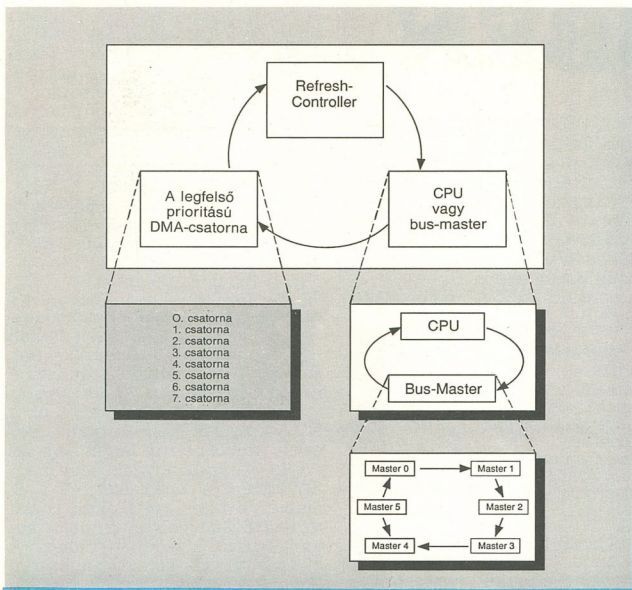 Refresh-
Controller
A legfelső
prioritású
DMA-csatorna
CPU
vagy
bus-master
O. csatorna
1. csatorna
2. csatorna
3. csatorna
4. csatorna
5. csatorna
6. csatorna
7. csatorna
CPU
Bus-Master
Master 0
Master 1
Master 5
Master 2
Master 4
Master 3